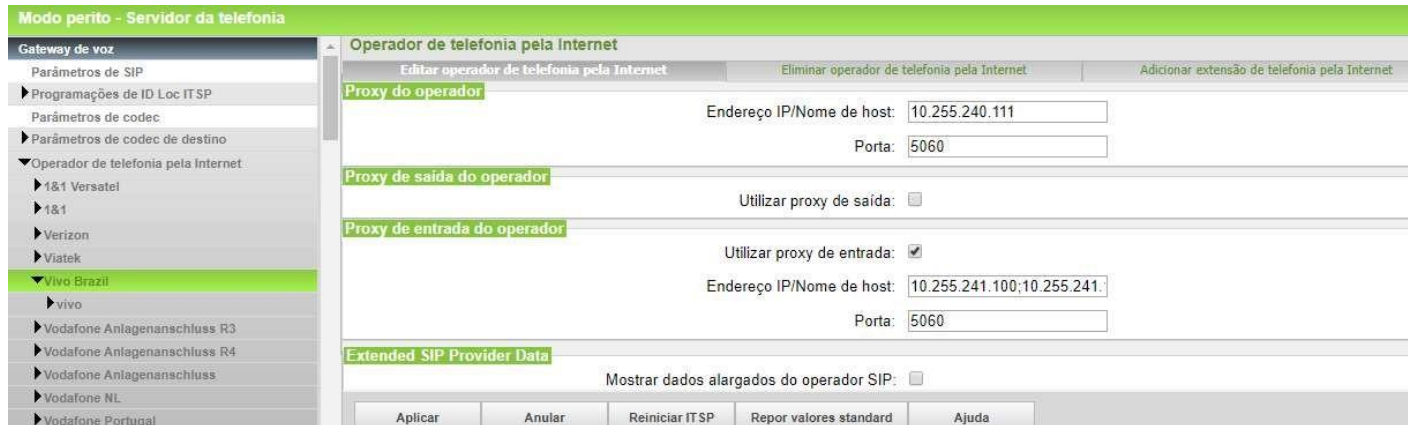 Modo perito - Servidor da telefonia
Gateway de voz
Parâmetros de SIP
Programações de ID Loc ITSP
Parâmetros de codec
Parâmetros de codec de destino
Operador de telefonia pela Internet
1&1 Versatel
1&1
Verizon
Viatek
Vivo Brazil
vivo
Vodafone Anlagenanschluss R3
Vodafone Anlagenanschluss R4
Vodafone Anlagenanschluss
Vodafone NL
Vodafone Portugal
Operador de telefonia pela Internet
Editar operador de telefonia pela Internet
Eliminar operador de telefonia pela Internet
Adicionar extensão de telefonia pela Internet
Proxy do operador
Endereço IP/Nome de host: 10.255.240.111
Porta: 5060
Proxy de saída do operador
Utilizar proxy de saída:
Proxy de entrada do operador
Utilizar proxy de entrada:
Endereço IP/Nome de host: 10.255.241.100;10.255.241.
Porta: 5060
Extended SIP Provider Data
Mostrar dados alargados do operador SIP:
Aplicar Anular Reiniciar ITSP Repor valores standard Ajuda